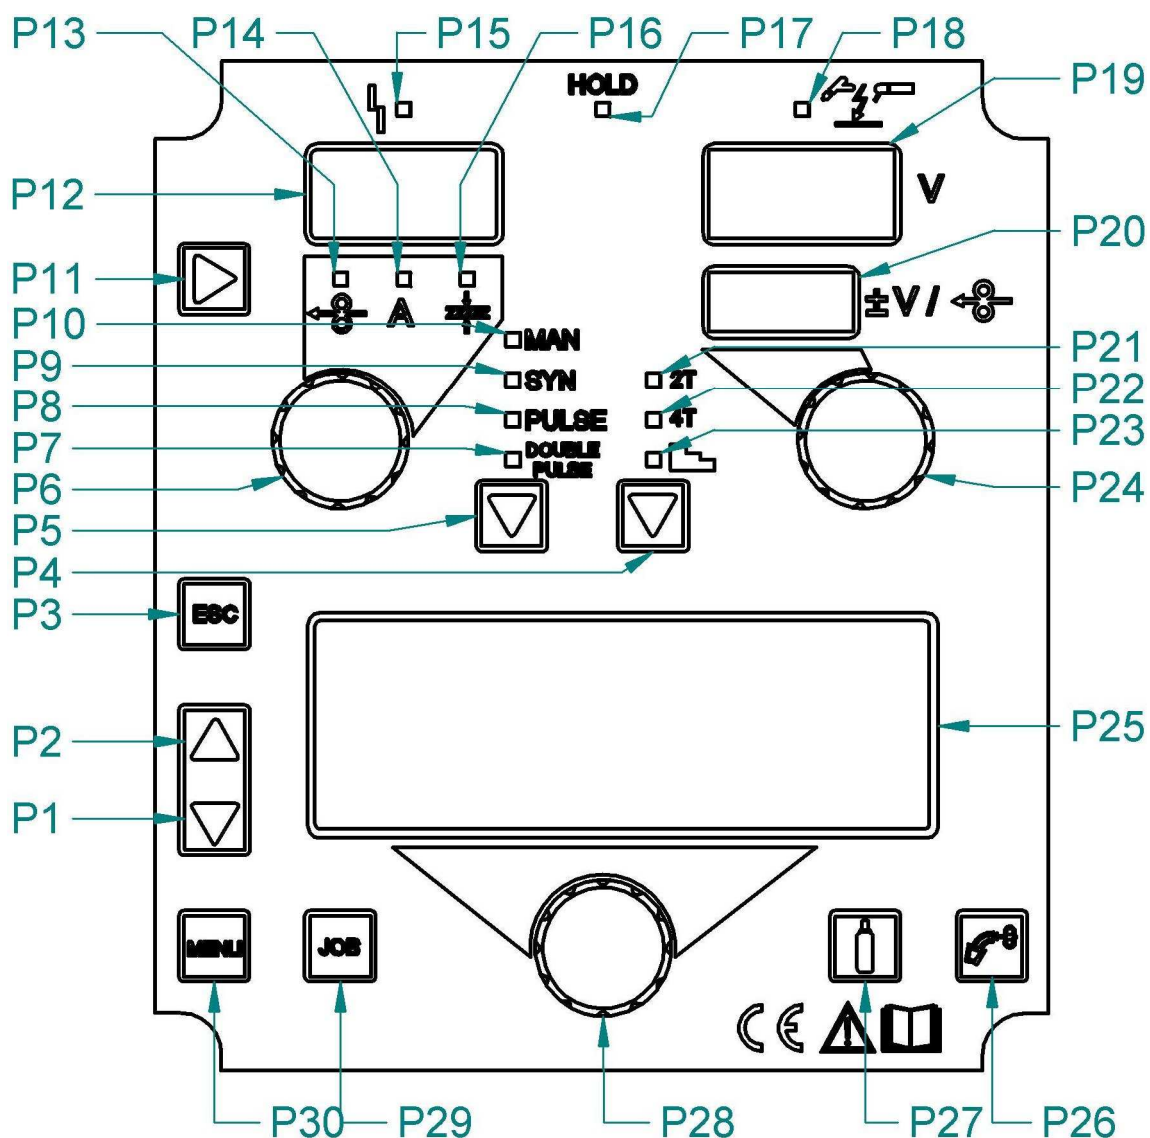 P13 P14 P15 P16 P17 P18
HOLD
P19
P12
V
P20
P11
±V/
A
P10
MAN
P21
P9
SYN
2T
P22
P8
PULSE
4T
P23
P7
DOUBLE
PULSE
P6
P24
P5
P4
P3
ESC
P2
P25
P1
MENU
JOB
CE
P30 P29 P28 P27 P26